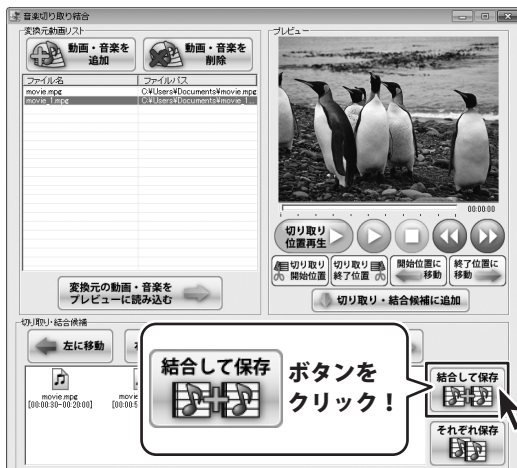 音楽切り取り結合
変換元動画リスト
動画・音楽を
追加
動画・音楽を
削除
ファイル名
ファイルパス
movie.mpg
C:¥Users¥Documents¥movie.mpg
movie_1.mpg
C:¥Users¥Documents¥movie_1...
変換元の動画・音楽を
プレビューに読み込む
プレビュー
00:00:00
切り取り
位置再生
切り取り
開始位置
切り取り
終了位置
開始位置に
移動
終了位置に
移動
切り取り・結合候補に追加
切り取り・結合候補
左に移動
movie.mpg
[00:00:30-00:20:00]
結合して保存
ボタンを
クリック！
結合して保存
それぞれ保存